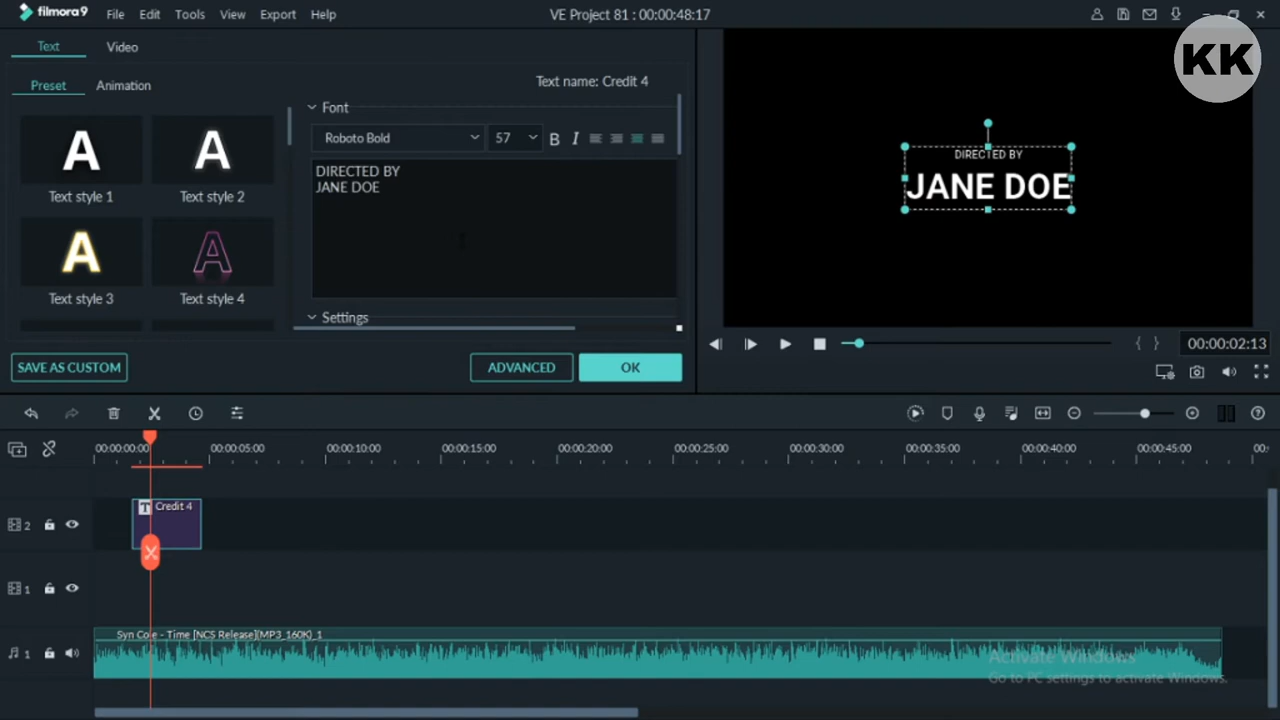 filmora9 File Edit Tools View Export Help VE Project 81 : 00:00:48:17
KK
Text Video
Preset Animation Text name: Credit 4
Font
Roboto Bold 57 B I
DIRECTED BY
JANE DOE
A Text style 1
A Text style 2
A Text style 3
A Text style 4
Settings
SAVE AS CUSTOM ADVANCED OK
DIRECTED BY
JANE DOE
{ } 00:00:02:13
00:00:00:00 00:00:05:00 00:00:10:00 00:00:15:00 00:00:20:00 00:00:25:00 00:00:30:00 00:00:35:00 00:00:40:00 00:00:45:00 00:
T Credit 4
2
1
Syn Cole - Time [NCS Release](MP3_160K)_1
1
Activate Windows
Go to PC settings to activate Windows.